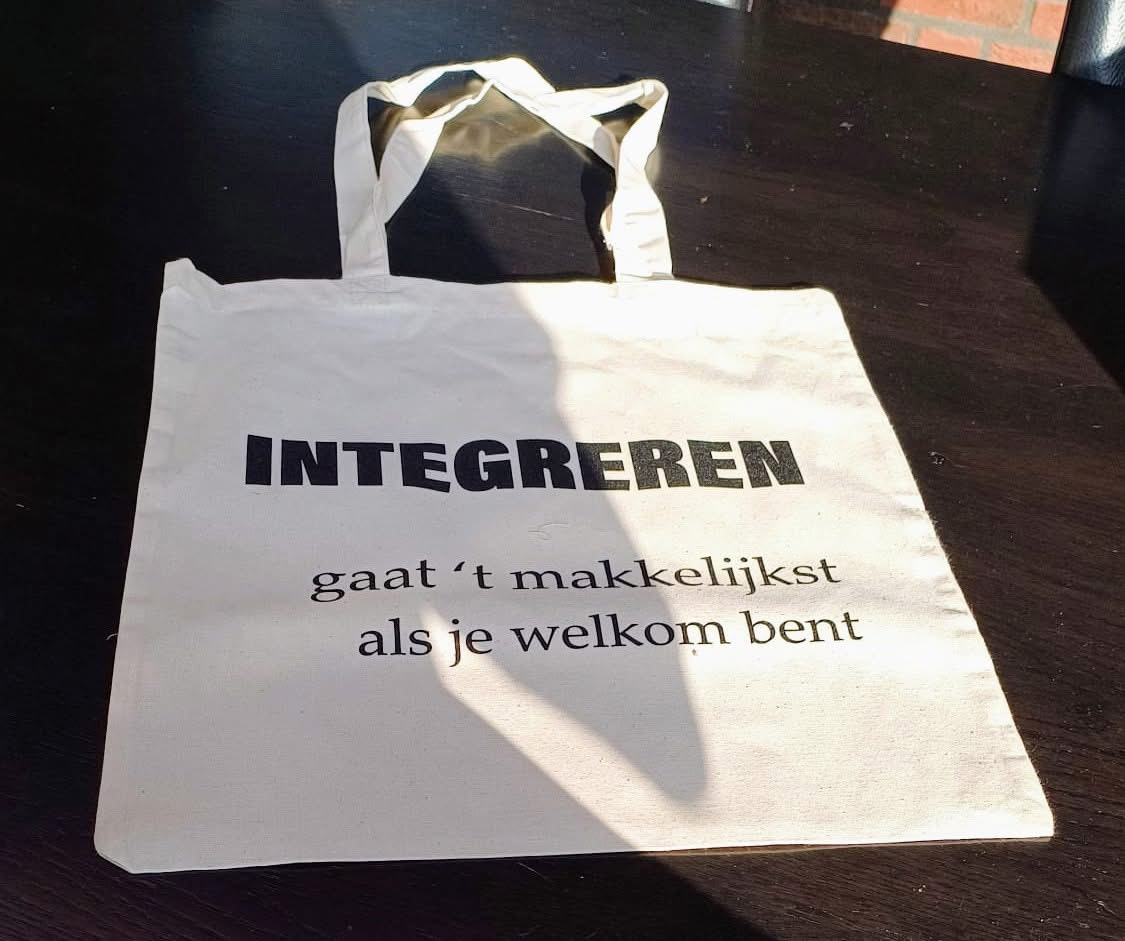 INTEGREREN
gaat ‘t makkelijkst
als je welkom bent